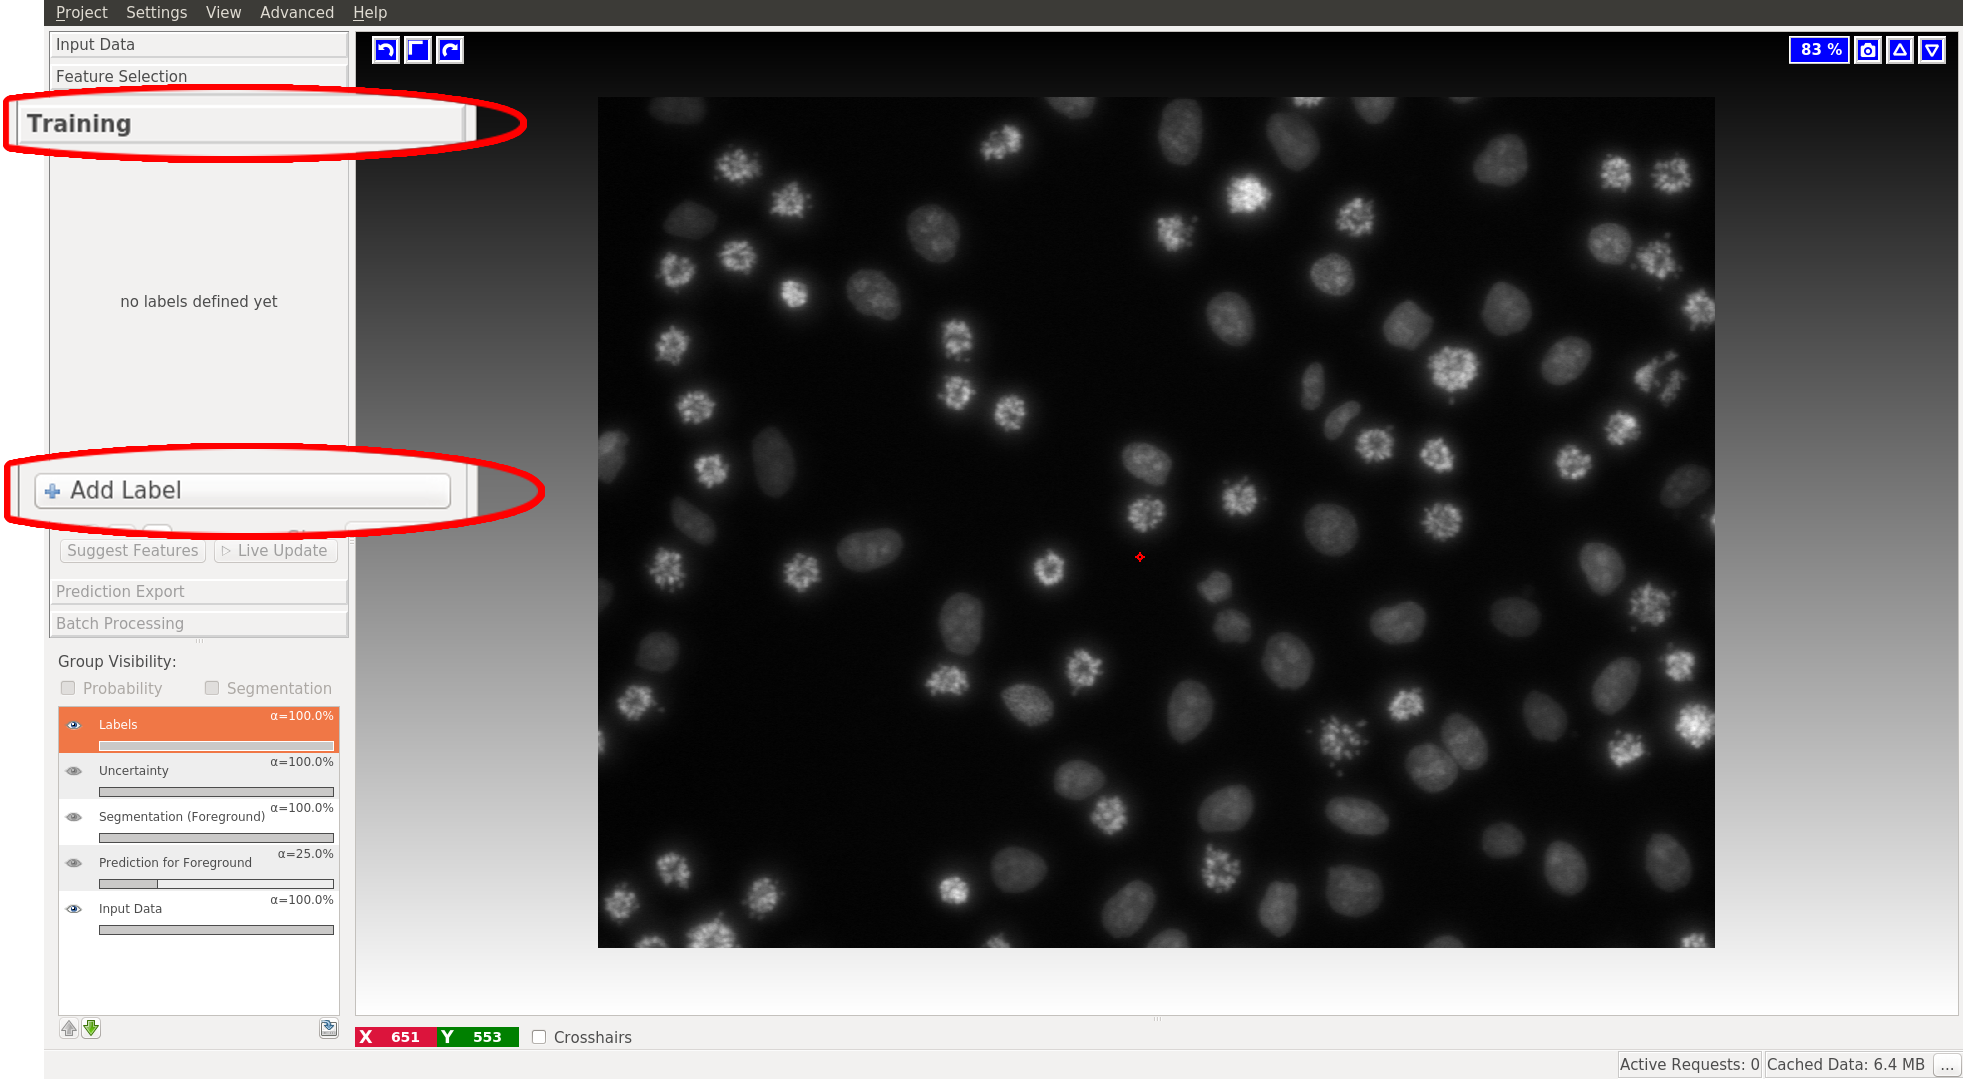 Project Settings View Advanced Help
Input Data
Feature Selection
Training
no labels defined yet
Add Label
Suggest Features Live Update
Prediction Export
Batch Processing
Group Visibility:
Probability Segmentation
Labels α=100.0%
Uncertainty α=100.0%
Segmentation (Foreground) α=100.0%
Prediction for Foreground α=25.0%
Input Data α=100.0%
83 %
X 651 Y 553 Crosshairs
Active Requests: 0 Cached Data: 6.4 MB ...